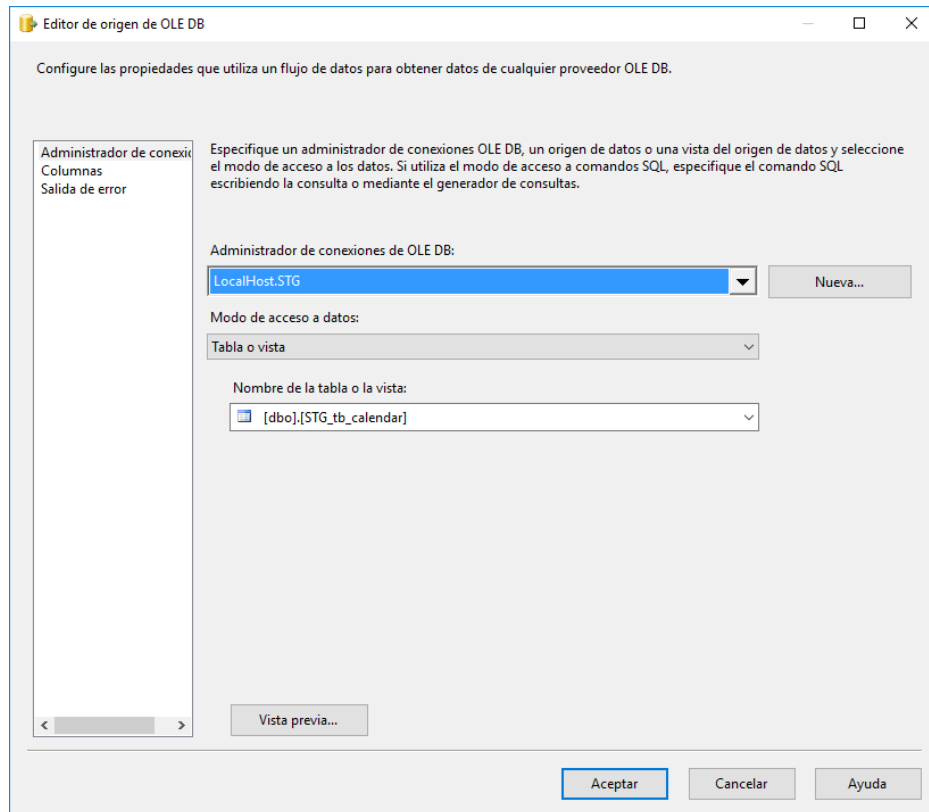 Editor de origen de OLE DB
Configure las propiedades que utiliza un flujo de datos para obtener datos de cualquier proveedor OLE DB.
Administrador de conexi
Columnas
Salida de error
Especifique un administrador de conexiones OLE DB, un origen de datos o una vista del origen de datos y seleccione
el modo de acceso a los datos. Si utiliza el modo de acceso a comandos SQL, especifique el comando SQL
escribiendo la consulta o mediante el generador de consultas.
Administrador de conexiones de OLE DB:
LocalHost.STG
Nueva...
Modo de acceso a datos:
Tabla o vista
Nombre de la tabla o la vista:
[dbo].[STG_tb_calendar]
Vista previa...
Aceptar
Cancelar
Ayuda